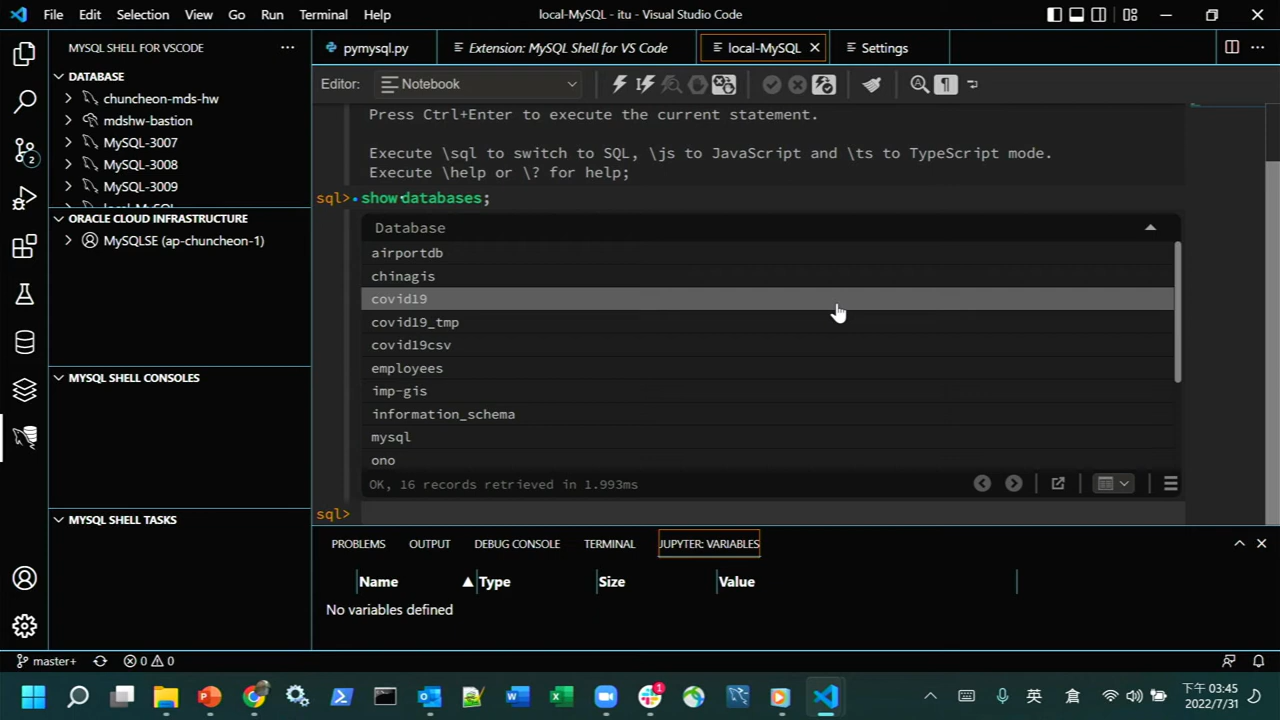 File Edit Selection View Go Run Terminal Help local-MySQL - itu - Visual Studio Code
MYSQL SHELL FOR VSCODE
DATABASE
chuncheon-mds-hw
mdshw-bastion
MySQL-3007
MySQL-3008
MySQL-3009
local-MySQL
ORACLE CLOUD INFRASTRUCTURE
MySQLSE (ap-chuncheon-1)
MYSQL SHELL CONSOLES
MYSQL SHELL TASKS
pymysql.py Extension: MySQL Shell for VS Code local-MySQL Settings
Editor: Notebook
Press Ctrl+Enter to execute the current statement.
Execute \sql to switch to SQL, \js to JavaScript and \ts to TypeScript mode.
Execute \help or \? for help;
sql> show databases;
Database
airportdb
chinagis
covid19
covid19_tmp
covid19csv
employees
imp-gis
information_schema
mysql
ono
OK, 16 records retrieved in 1.993ms
sql>
PROBLEMS OUTPUT DEBUG CONSOLE TERMINAL JUPYTER: VARIABLES
Name Type Size Value
No variables defined
master+ 0 0
2
1
英 倉 下午 03:45
2022/7/31